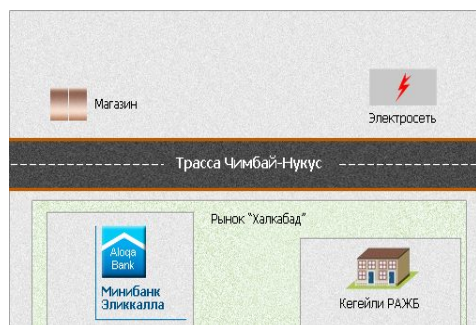 Магазин
Электросеть
Трасса Чимбай-Нукус
Рынок "Халкабад"
Aloqa
Bank
Минибанк
Эликкалла
Кегейли РАЖБ